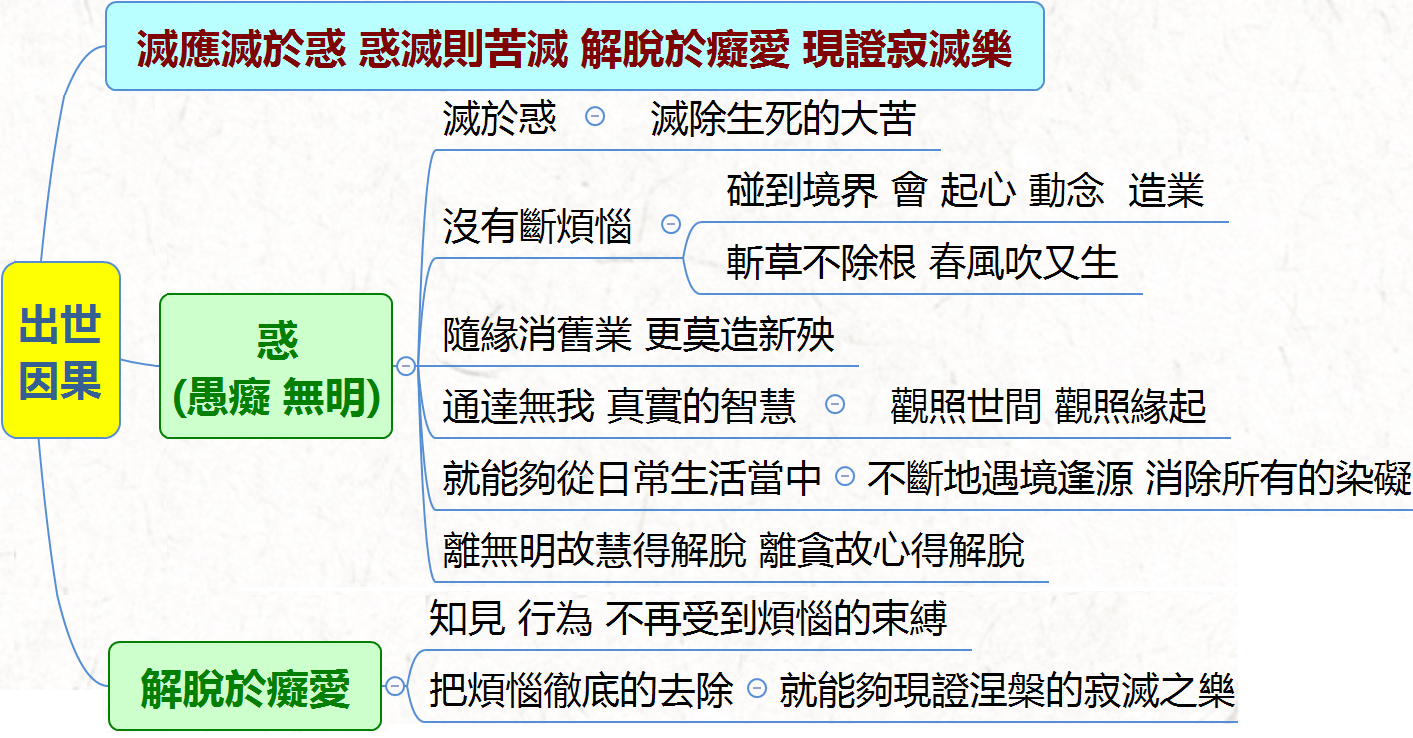 滅應滅於惑 惑滅則苦滅 解脫於癡愛 現證寂滅樂
滅於惑 滅除生死的大苦
碰到境界 會 起心 動念 造業
沒有斷煩惱
斬草不除根 春風吹又生
出世
因果
惑
(愚癡 無明)
隨緣消舊業 更莫造新殃
通達無我 真實的智慧 觀照世間 觀照緣起
就能夠從日常生活當中 不斷地遇境逢源 消除所有的染礙
離無明故慧得解脫 離貪故心得解脫
知見 行為 不再受到煩惱的束縛
解脫於癡愛
把煩惱徹底的去除 就能夠現證涅槃的寂滅之樂